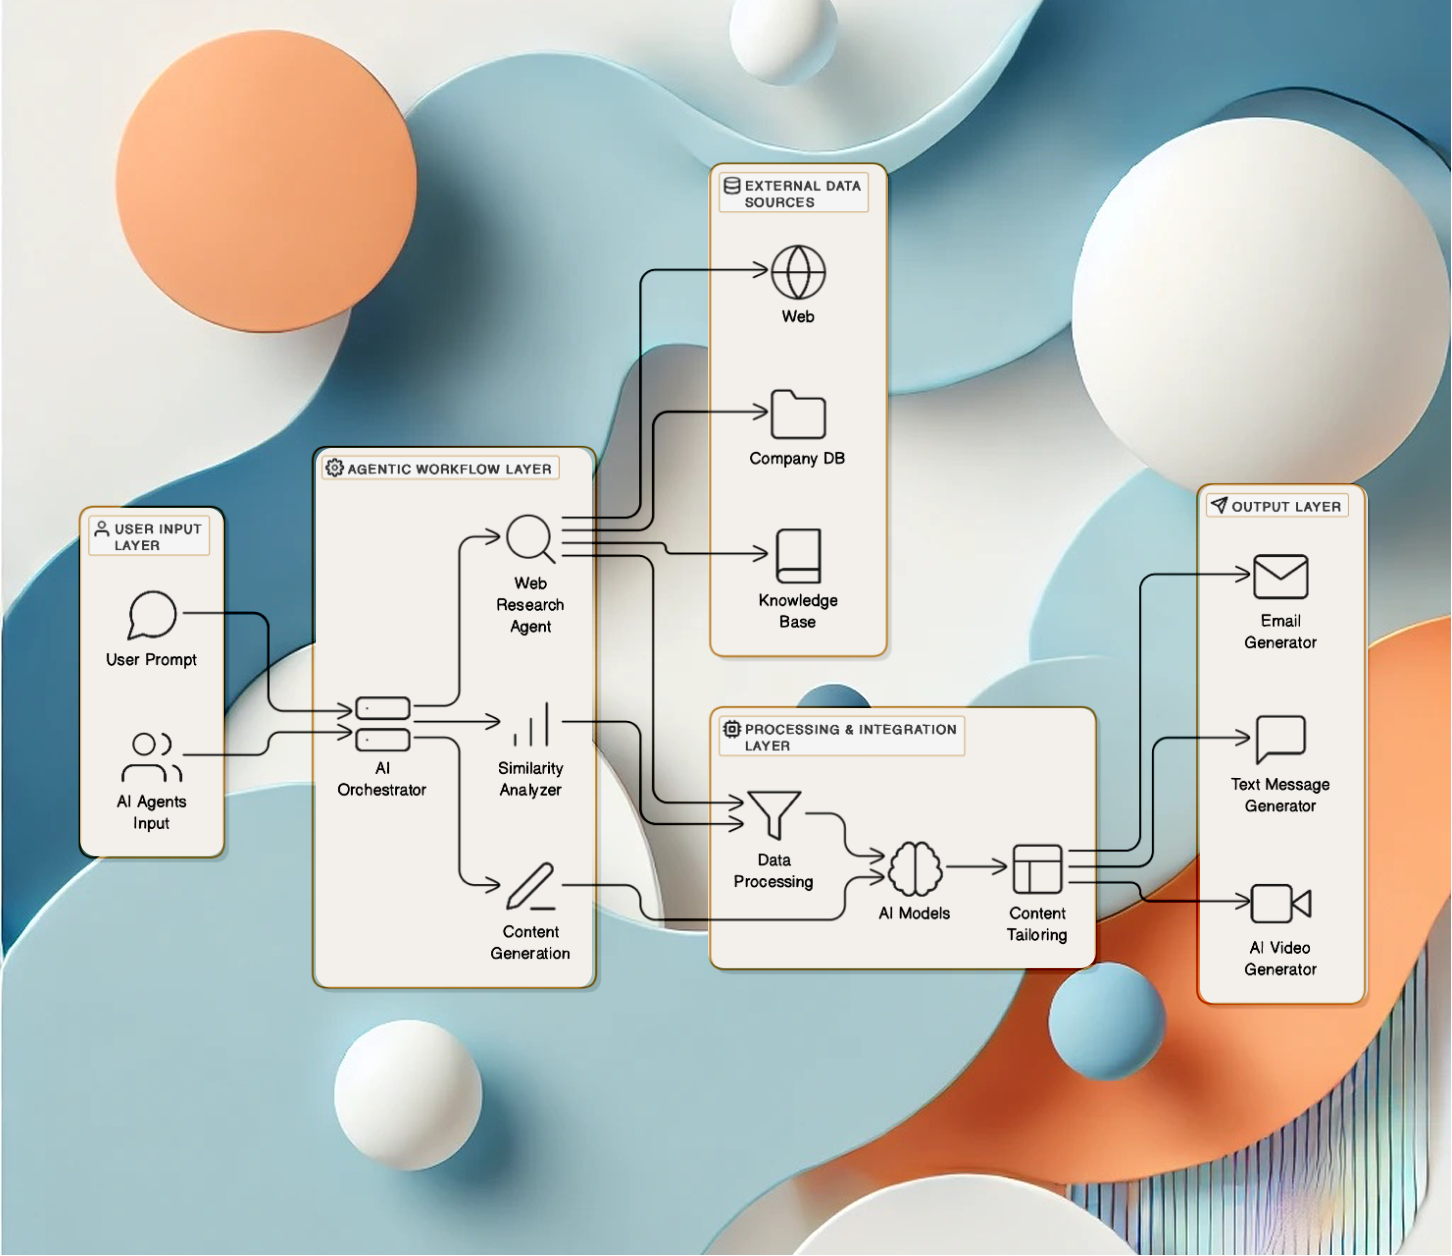 EXTERNAL DATA
SOURCES
Web
Company DB
Knowledge
Base
AGENTIC WORKFLOW LAYER
Web
Research
Agent
AI
Orchestrator
Similarity
Analyzer
Content
Generation
USER INPUT
LAYER
User Prompt
AI Agents
Input
PROCESSING & INTEGRATION
LAYER
Data
Processing
AI Models
Content
Tailoring
OUTPUT LAYER
Email
Generator
Text Message
Generator
AI Video
Generator